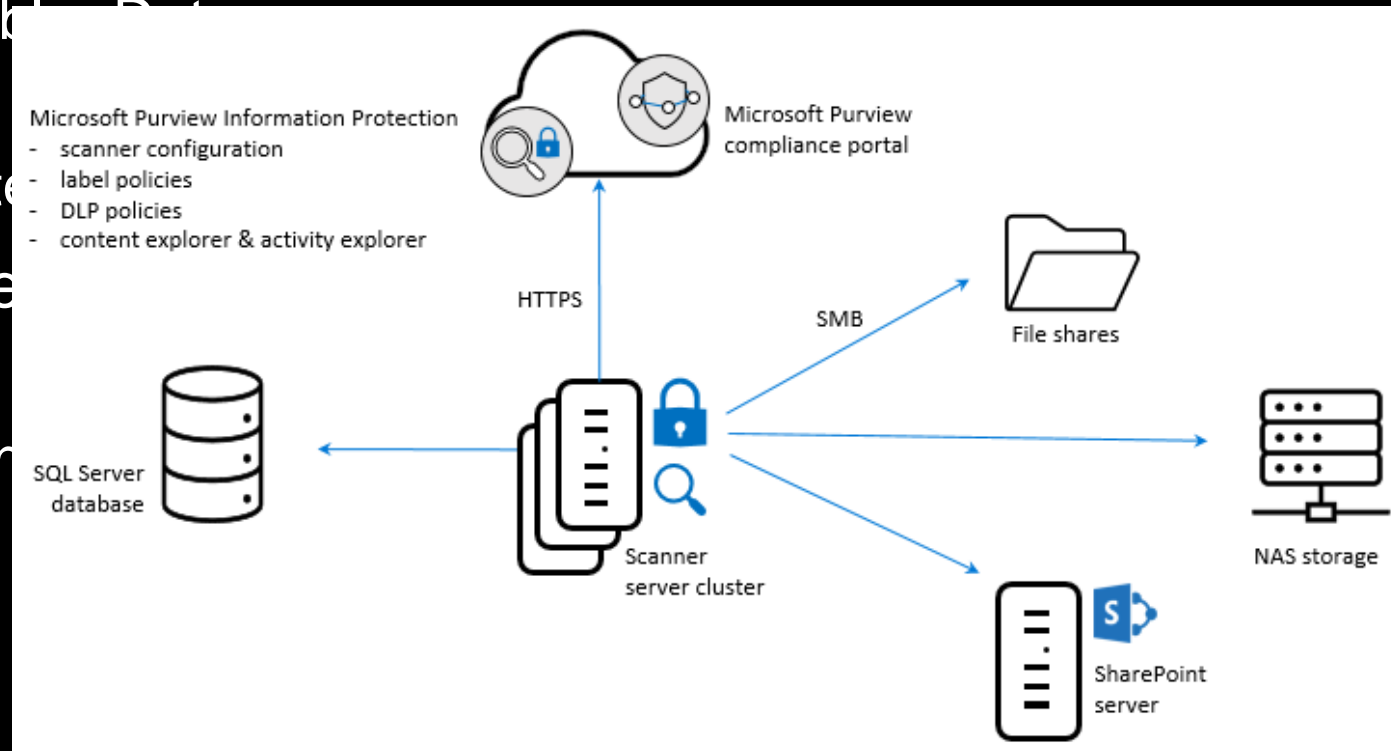 Microsoft Purview Information Protection
- scanner configuration
- label policies
- DLP policies
- content explorer & activity explorer
Microsoft Purview
compliance portal
HTTPS
SMB
File shares
SQL Server
database
Scanner
server cluster
NAS storage
S
SharePoint
server